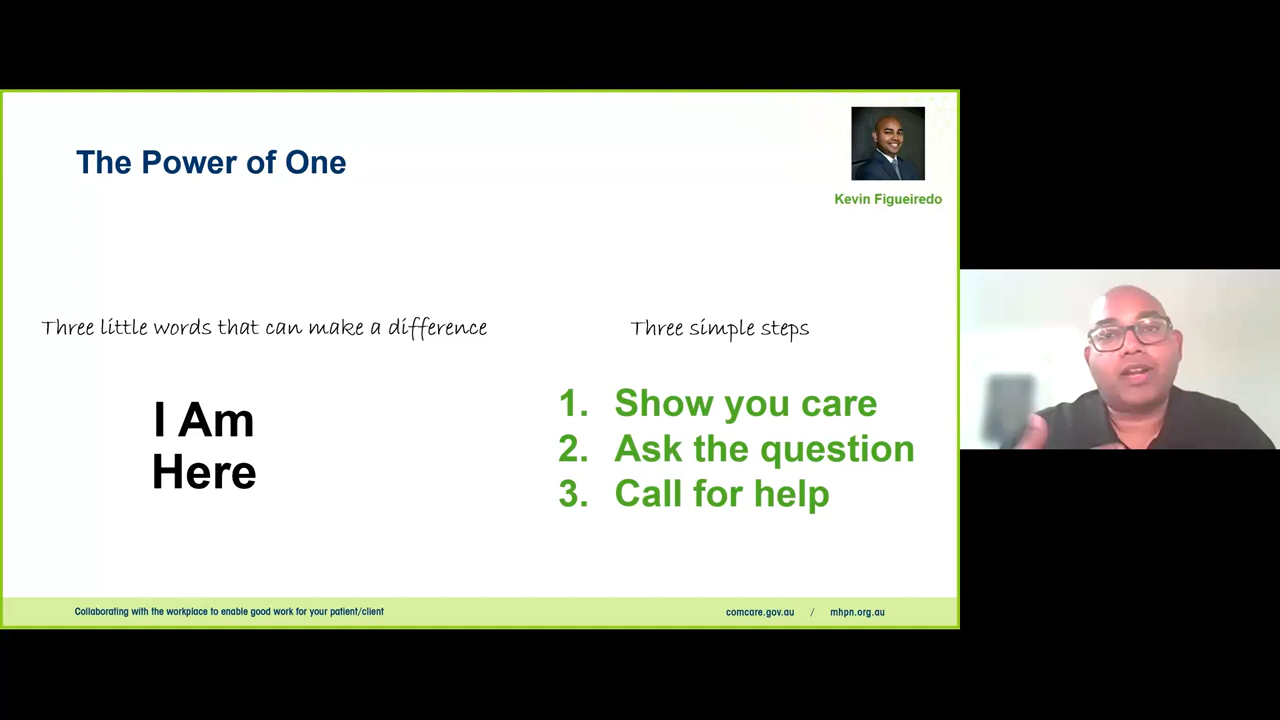 The Power of One
Kevin Figueiredo
Three little words that can make a difference
I Am
Here
Three simple steps
1. Show you care
2. Ask the question
3. Call for help
Collaborating with the workplace to enable good work for your patient/client
comcare.gov.au / mhpn.org.au